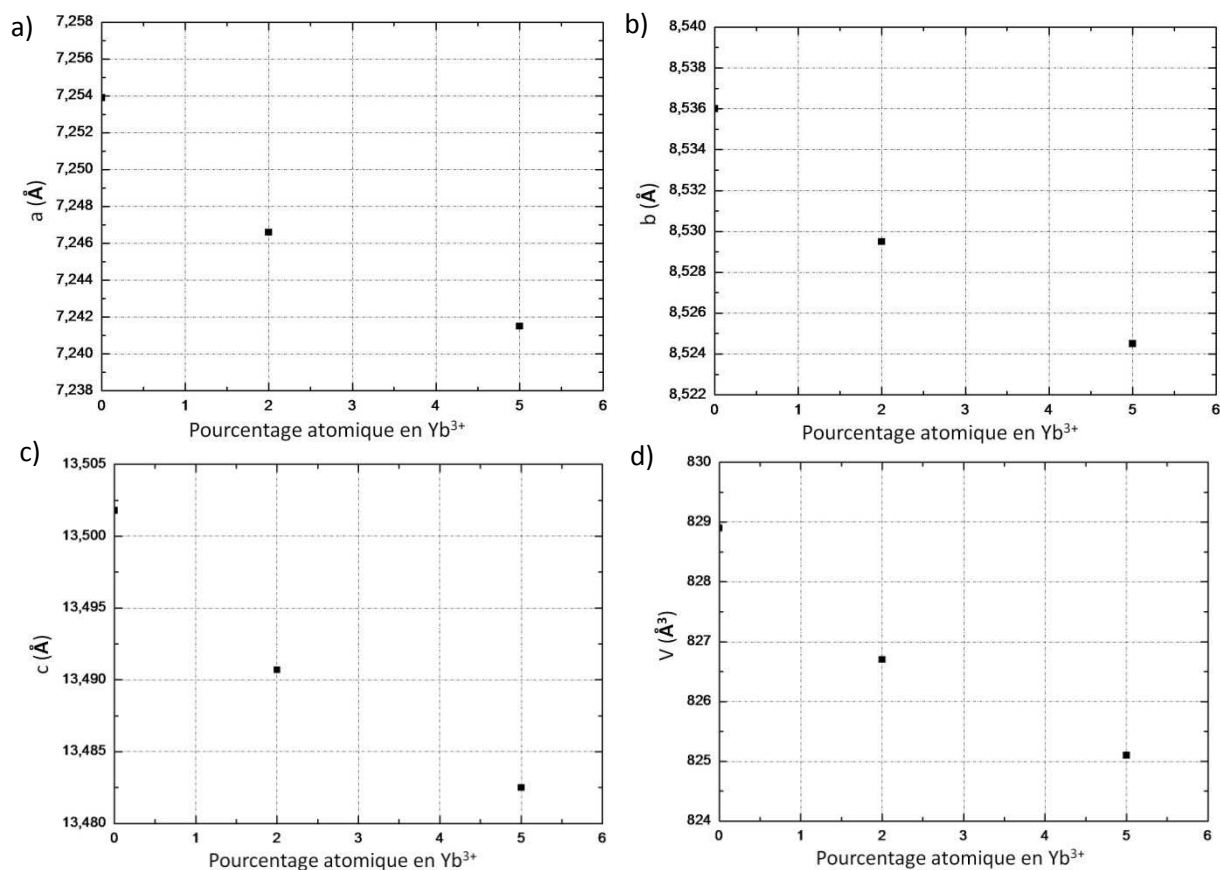 a)
7,258
7,256
7,254
7,252
7,250
7,248
7,246
7,244
7,242
7,240
7,238
a (Å)
0 1 2 3 4 5 6
Pourcentage atomique en Yb³⁺
b)
8,540
8,538
8,536
8,534
8,532
8,530
8,528
8,526
8,524
8,522
b (Å)
0 1 2 3 4 5 6
Pourcentage atomique en Yb³⁺
c)
13,505
13,500
13,495
13,490
13,485
13,480
c (Å)
0 1 2 3 4 5 6
Pourcentage atomique en Yb³⁺
d)
830
829
828
827
826
825
824
V (Å³)
0 1 2 3 4 5 6
Pourcentage atomique en Yb³⁺